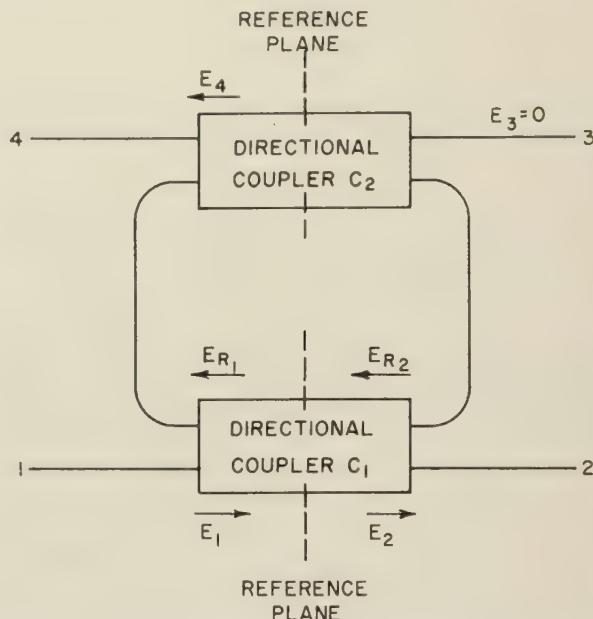 REFERENCE
PLANE
E4
E3=0
4
3
DIRECTIONAL
COUPLER C2
ER1
ER2
DIRECTIONAL
COUPLER C1
1
2
E1
E2
REFERENCE
PLANE